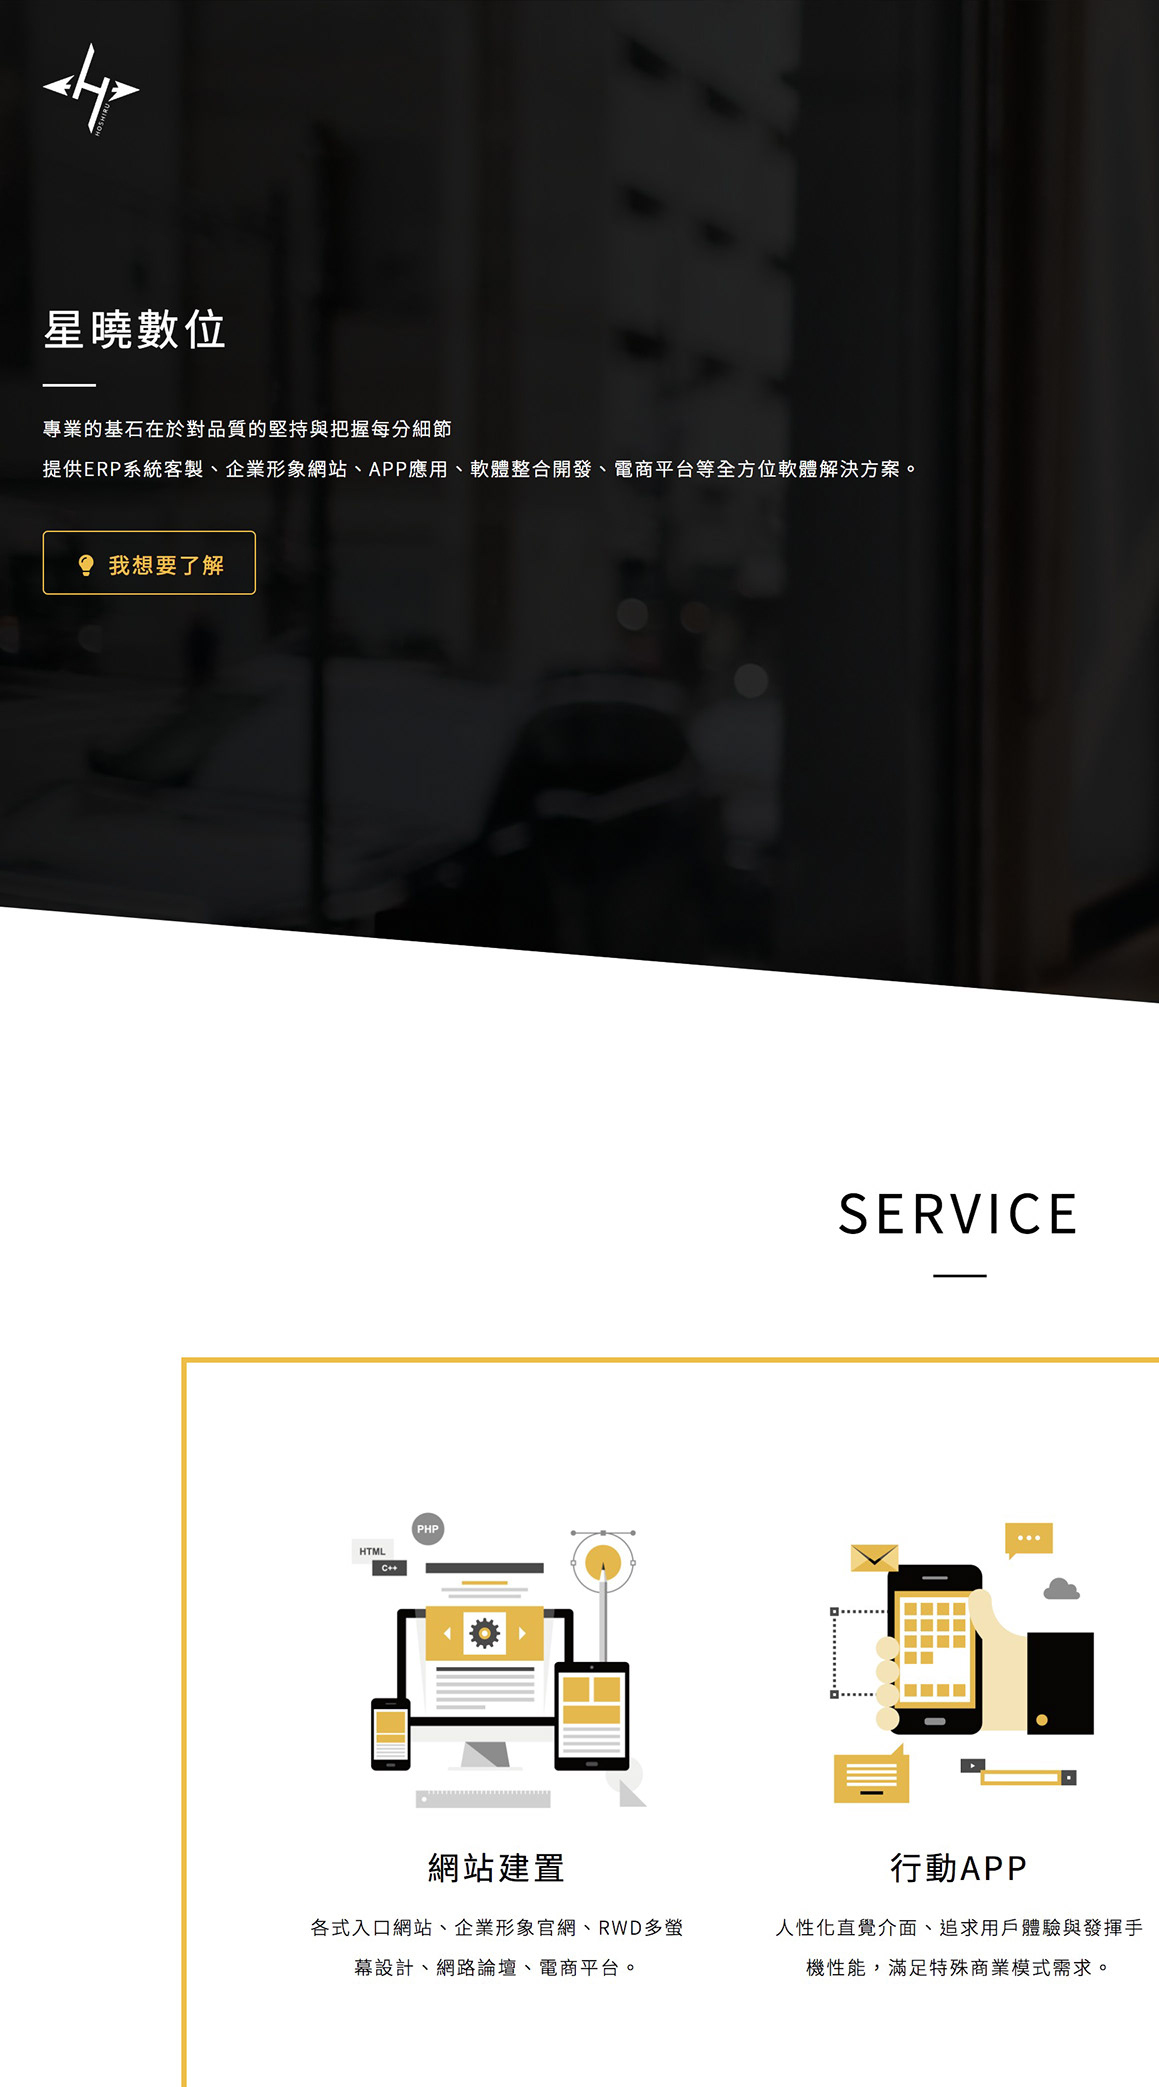 HOSHIRU
星曉數位
專業的基石在於對品質的堅持與把握每分細節
提供ERP系統客製、企業形象網站、APP應用、軟體整合開發、電商平台等全方位軟體解決方案。
我想要了解
SERVICE
PHP
HTML
C++
網站建置
各式入口網站、企業形象官網、RWD多螢
幕設計、網路論壇、電商平台。
行動APP
人性化直覺介面、追求用戶體驗與發揮手
機性能，滿足特殊商業模式需求。